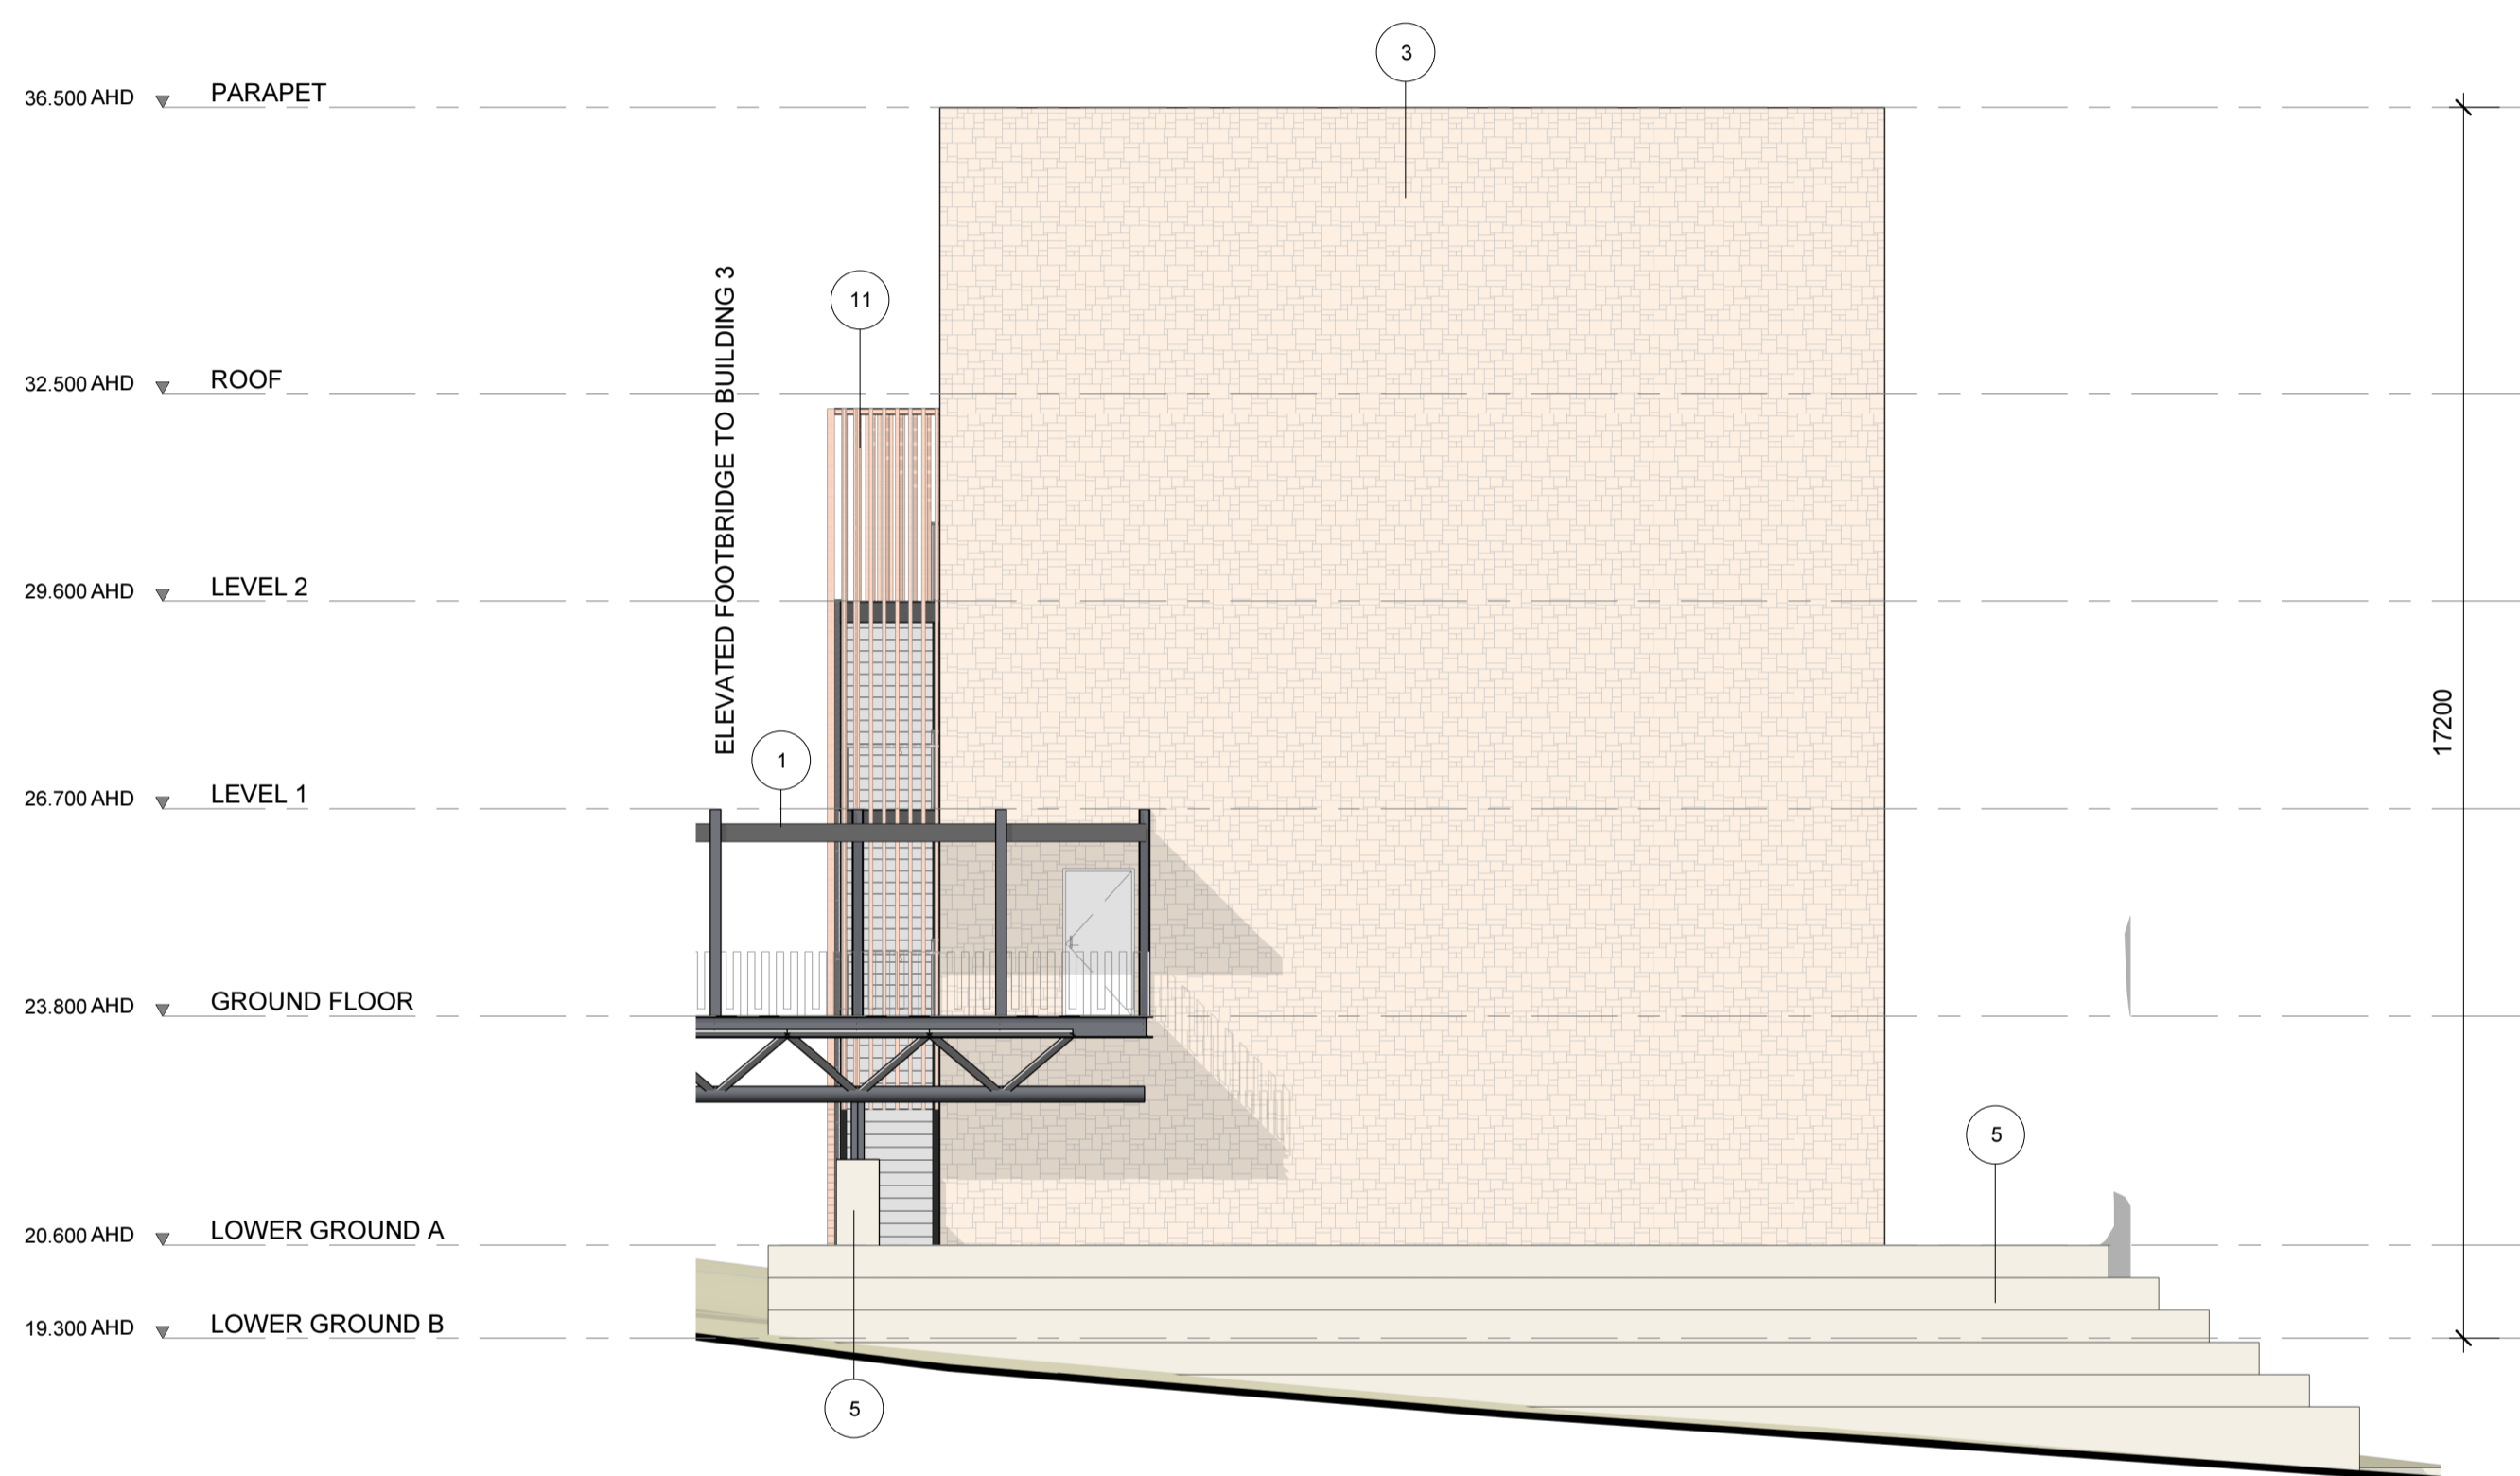 3
36.500 AHD PARAPET
11
32.500 AHD ROOF
ELEVATED FOOTBRIDGE TO BUILDING 3
29.600 AHD LEVEL 2
17200
1
26.700 AHD LEVEL 1
23.800 AHD GROUND FLOOR
5
20.600 AHD LOWER GROUND A
19.300 AHD LOWER GROUND B
5